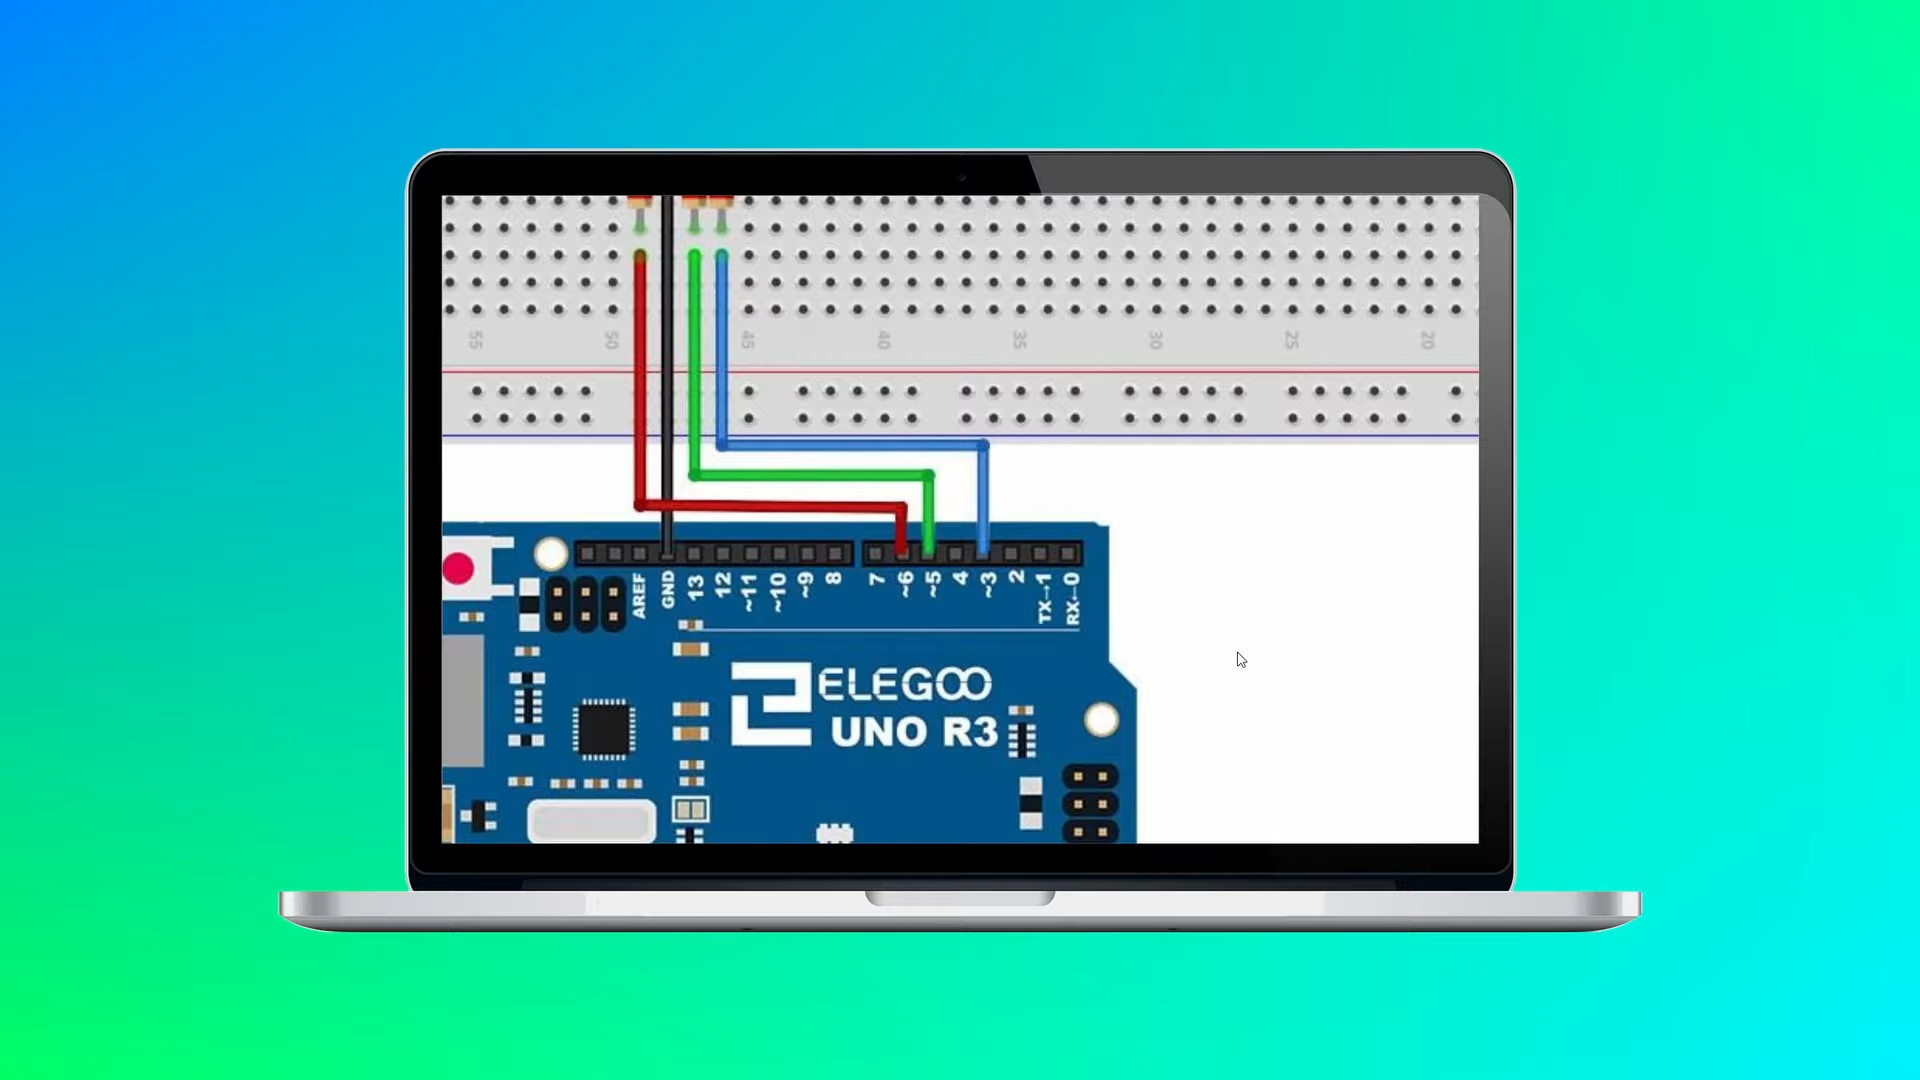 55 50 45 40 35 30 25 20
AREF GND 13 12 ~11 ~10 ~9 8 7 ~6 ~5 4 ~3 2 TX→1 RX←0
ELEGOO
UNO R3